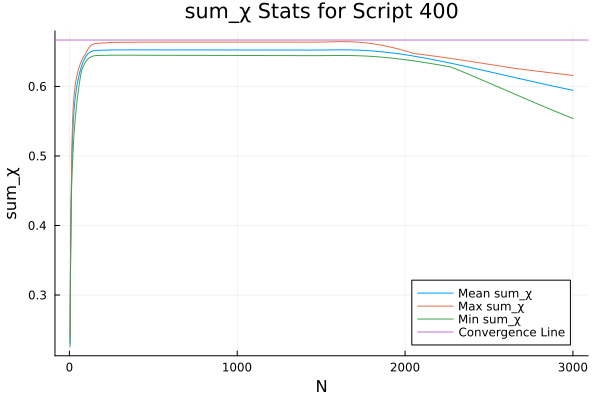 sum_χ Stats for Script 400
sum_χ
0.6
0.5
0.4
0.3
Mean sum_χ
Max sum_χ
Min sum_χ
Convergence Line
0 1000 2000 3000
N